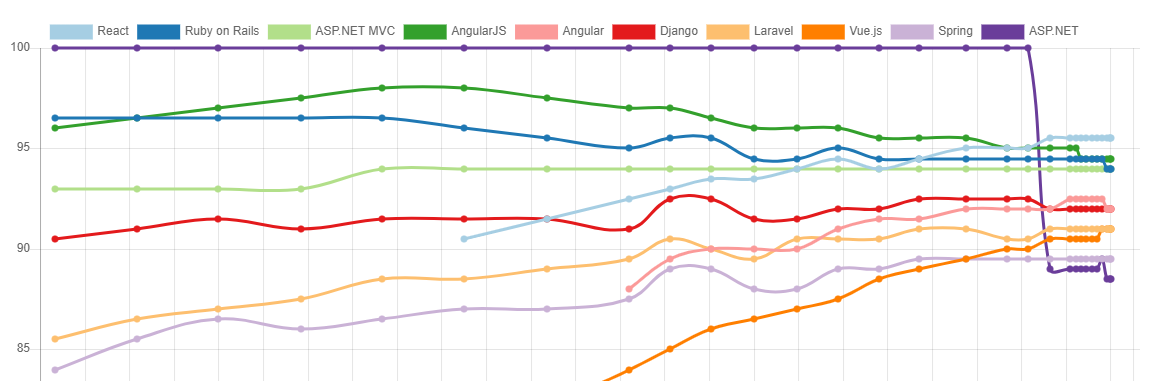 React Ruby on Rails ASP.NET MVC AngularJS Angular Django Laravel Vue.js Spring ASP.NET
100
95
90
85